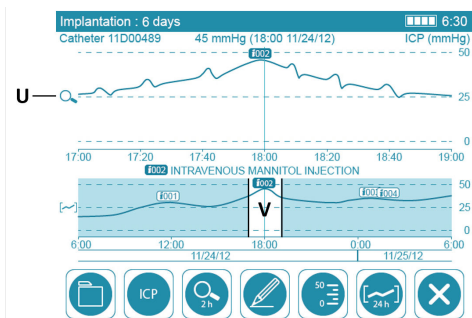 Implantation : 6 days 6:30
Catheter 11D00489 45 mmHg (18:00 11/24/12) ICP (mmHg)
i002 50
U 25
0
17:00 17:20 17:40 18:00 18:20 18:40 19:00
i002 INTRAVENOUS MANNITOL INJECTION
i001 i002 i004 50
V 25
0
6:00 12:00 18:00 0:00 6:00
11/24/12 11/25/12
ICP 2h 50 0 24h